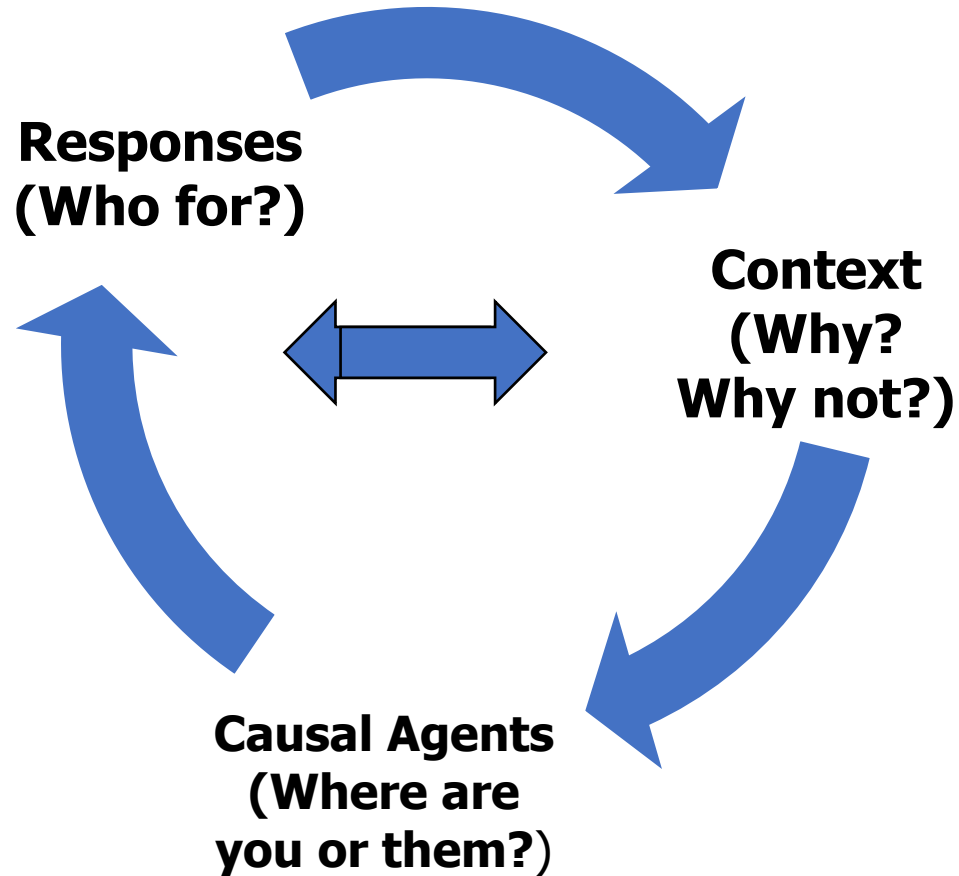 Responses
(Who for?)
Context
(Why?
Why not?)
Causal Agents
(Where are
you or them?)